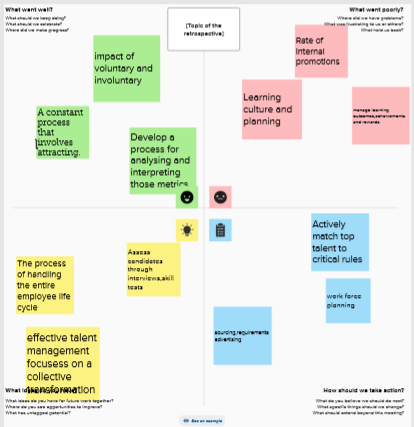 What went well?
What should we keep doing?
What should we celebrate?
Where did we make progress?
[Topic of the
retrospective]
What went poorly?
Where did we have problems?
What was frustrating to us or others?
What held us back?
impact of
voluntary and
involuntary
A constant
process
that
involves
attracting.
Develop a
process for
analysing and
interpreting
those metrics
Rate of
Internal
promotions
Learning
culture and
planning
manage learning
outcomes,
and rewards
The process
of handling
the entire
employee life
cycle
candidates
through
interviews,skill
tests
effective talent
management
focusess on a
collective
transformation
Actively
match top
talent to
critical rules
work force
planning
sourcing,requirements
advertising
What
What ideas do you have for future work together?
Where do you see opportunities to improve?
What has untapped potential?
How should we take action?
What do you believe we should do next?
What specific things should we change?
What should extend beyond this meeting?
See an example